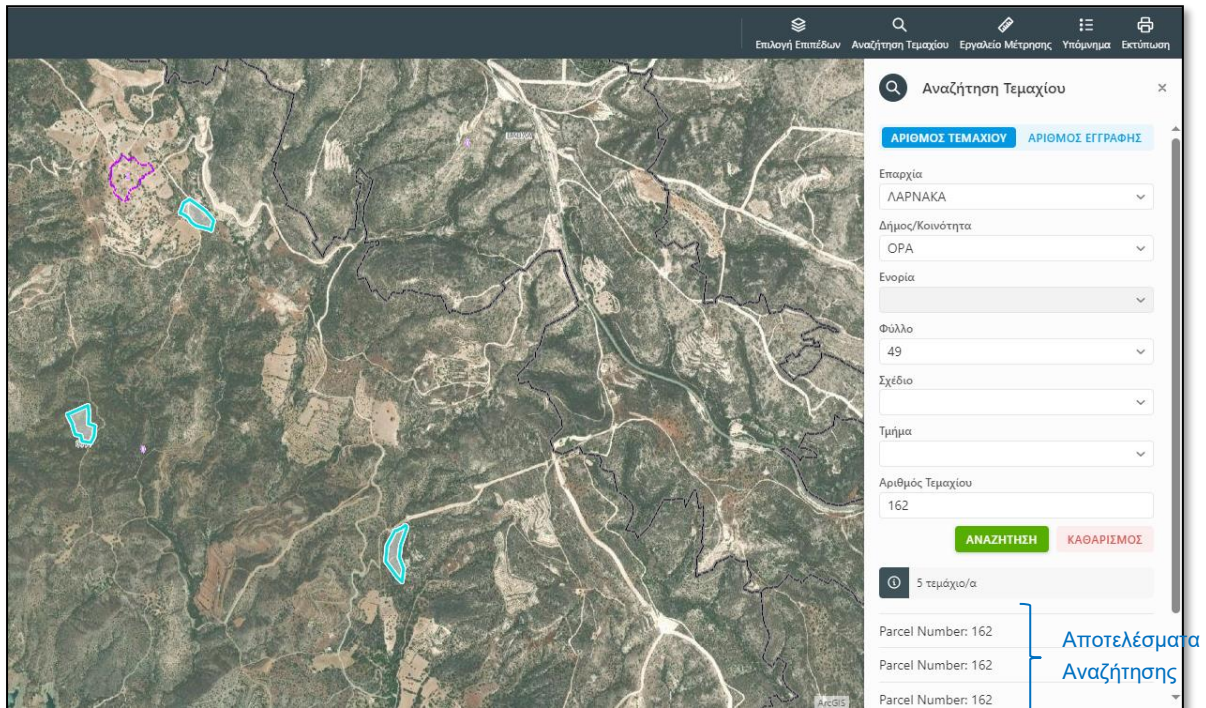 Επιλογή Επιπέδων
Αναζήτηση Τεμαχίου
Εργαλείο Μέτρησης
Υπόμνημα
Εκτύπωση
Αναζήτηση Τεμαχίου
ΑΡΙΘΜΟΣ ΤΕΜΑΧΙΟΥ
ΑΡΙΘΜΟΣ ΕΓΓΡΑΦΗΣ
Επαρχία
ΛΑΡΝΑΚΑ
Δήμος/Κοινότητα
ΟΡΑ
Ενορία
Φύλλο
49
Σχέδιο
Τμήμα
Αριθμός Τεμαχίου
162
ΑΝΑΖΗΤΗΣΗ
ΚΑΘΑΡΙΣΜΟΣ
5 τεμάχιο/α
Parcel Number: 162
Parcel Number: 162
Parcel Number: 162
Αποτελέσματα
Αναζήτησης
ArcGIS